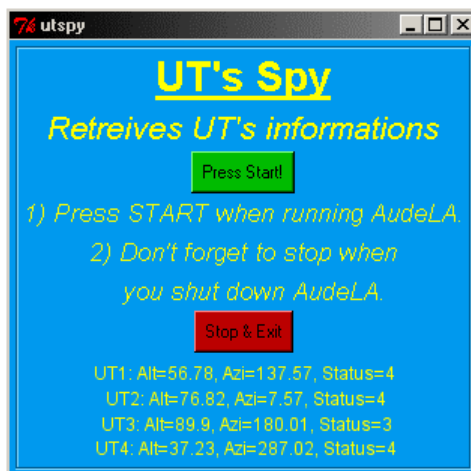 utspy
UT's Spy
Retreives UT's informations
Press Start!
1) Press START when running AudeLA.
2) Don't forget to stop when
you shut down AudeLA.
Stop & Exit
UT1: Alt=56.78, Azi=137.57, Status=4
UT2: Alt=76.82, Azi=7.57, Status=4
UT3: Alt=89.9, Azi=180.01, Status=3
UT4: Alt=37.23, Azi=287.02, Status=4